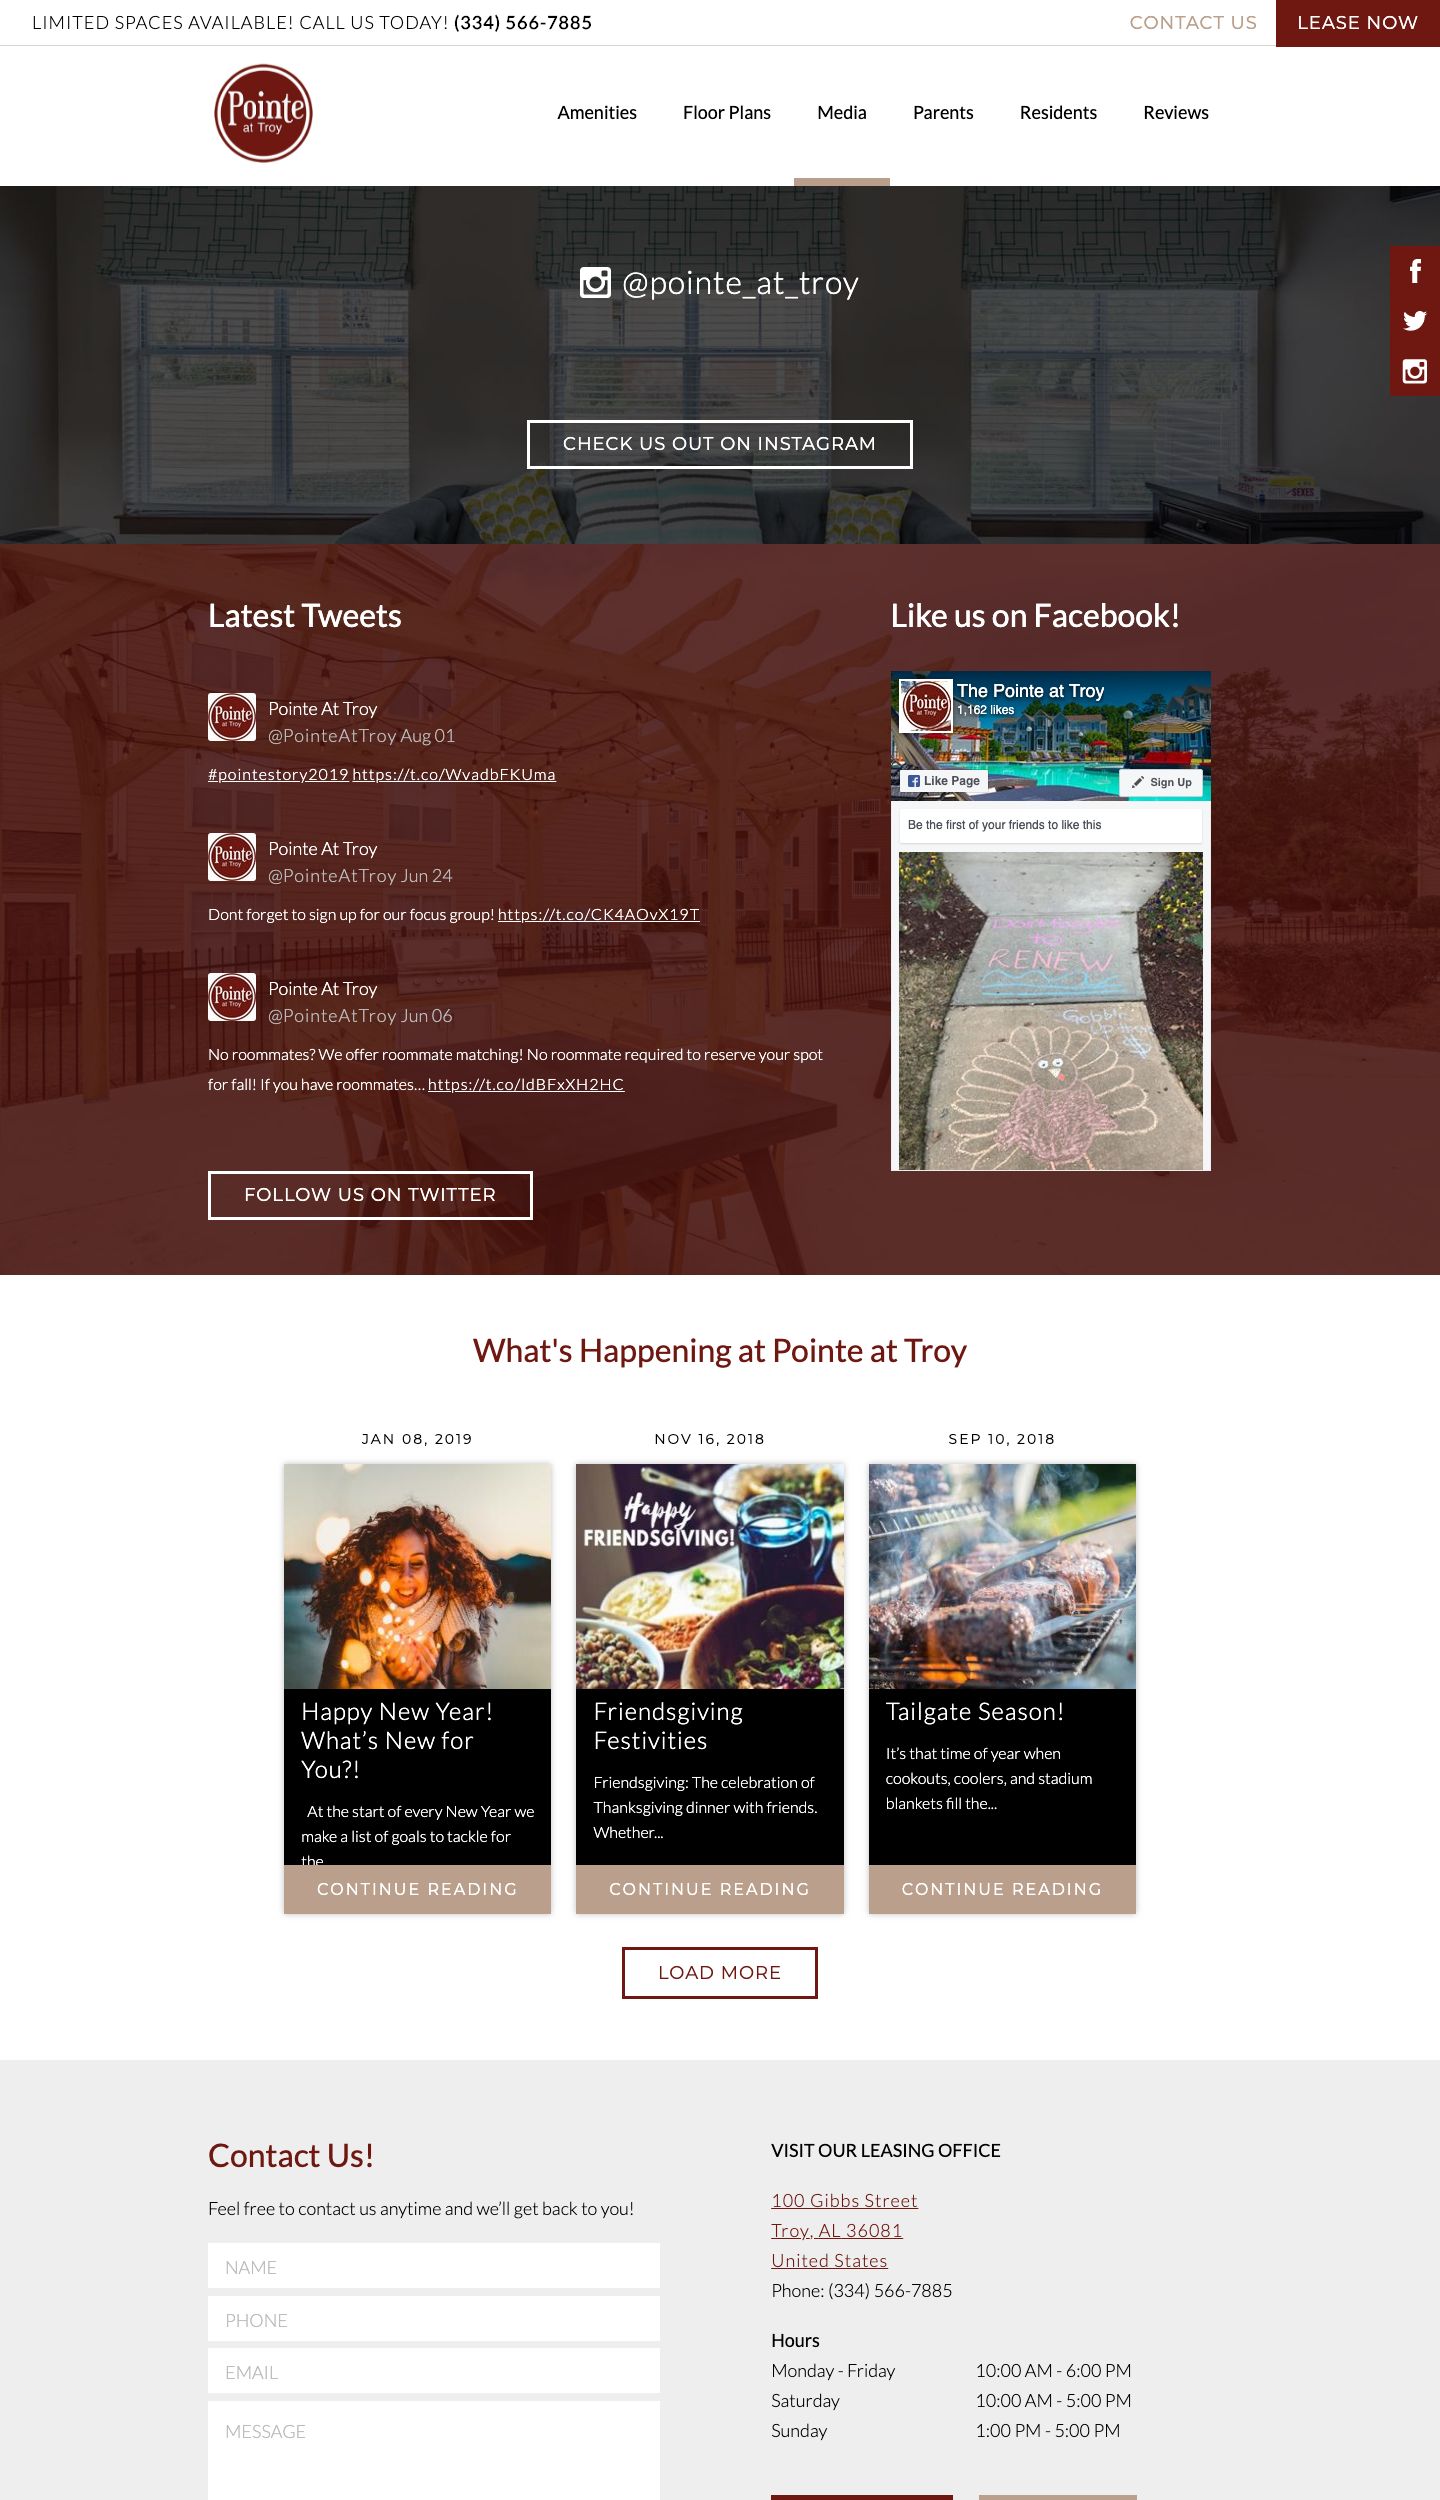 LIMITED SPACES AVAILABLE! CALL US TODAY! (334) 566-7885
CONTACT US
LEASE NOW
Pointe
at Troy
Amenities
Floor Plans
Media
Parents
Residents
Reviews
@pointe_at_troy
CHECK US OUT ON INSTAGRAM
Latest Tweets
Pointe
at Troy
Pointe At Troy
@PointeAtTroy Aug 01
#pointestory2019 https://t.co/WvadbFKUma
Pointe
at Troy
Pointe At Troy
@PointeAtTroy Jun 24
Dont forget to sign up for our focus group! https://t.co/CK4AOvX19T
Pointe
at Troy
Pointe At Troy
@PointeAtTroy Jun 06
No roommates? We offer roommate matching! No roommate required to reserve your spot
for fall! If you have roommates… https://t.co/ldBFxXH2HC
FOLLOW US ON TWITTER
Like us on Facebook!
Pointe
at Troy
The Pointe at Troy
1,162 likes
Like Page
Sign Up
Be the first of your friends to like this
to
RENEW
What's Happening at Pointe at Troy
JAN 08, 2019
NOV 16, 2018
SEP 10, 2018
Happy
FRIENDSGIVING!
Happy New Year!
What’s New for
You?!
At the start of every New Year we
make a list of goals to tackle for
the
CONTINUE READING
Friendsgiving
Festivities
Friendsgiving: The celebration of
Thanksgiving dinner with friends.
Whether...
CONTINUE READING
Tailgate Season!
It’s that time of year when
cookouts, coolers, and stadium
blankets fill the...
CONTINUE READING
LOAD MORE
Contact Us!
Feel free to contact us anytime and we’ll get back to you!
NAME
PHONE
EMAIL
MESSAGE
VISIT OUR LEASING OFFICE
100 Gibbs Street
Troy, AL 36081
United States
Phone: (334) 566-7885
Hours
Monday - Friday 10:00 AM - 6:00 PM
Saturday 10:00 AM - 5:00 PM
Sunday 1:00 PM - 5:00 PM